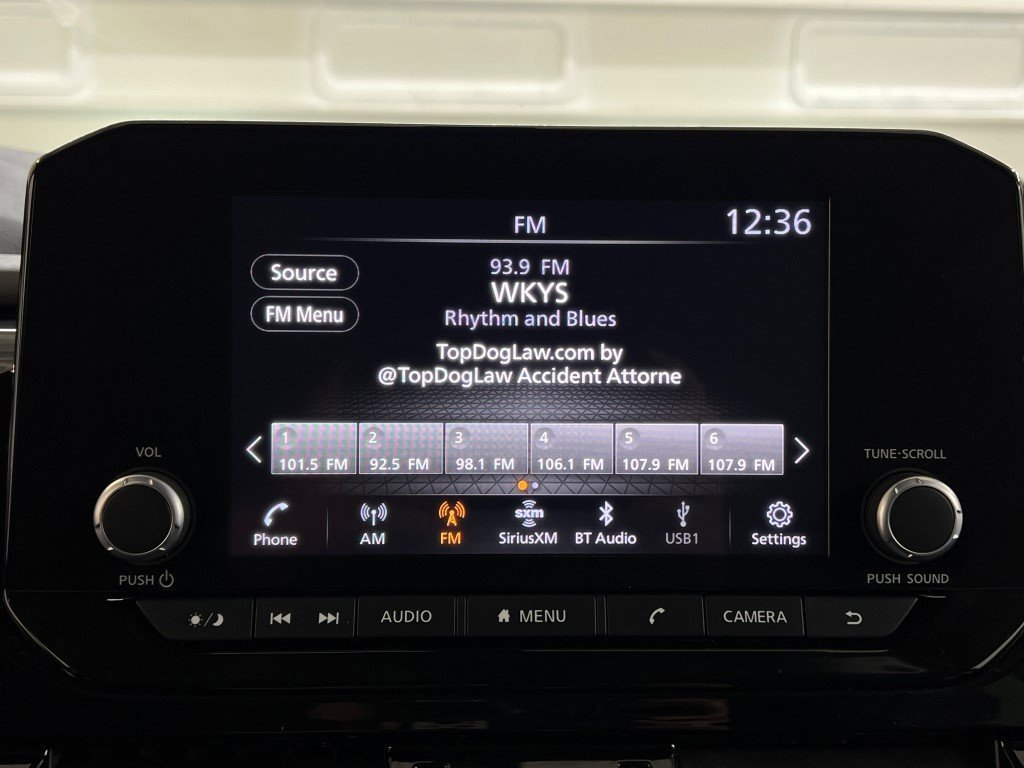 FM
12:36
Source
93.9 FM
WKYS
FM Menu
Rhythm and Blues
TopDogLaw.com by
@TopDogLaw Accident Attorne
1 2 3 4 5 6
101.5 FM 92.5 FM 98.1 FM 106.1 FM 107.9 FM 107.9 FM
VOL
TUNE·SCROLL
sxm
Phone AM FM SiriusXM BT Audio USB1 Settings
PUSH
PUSH SOUND
AUDIO MENU CAMERA